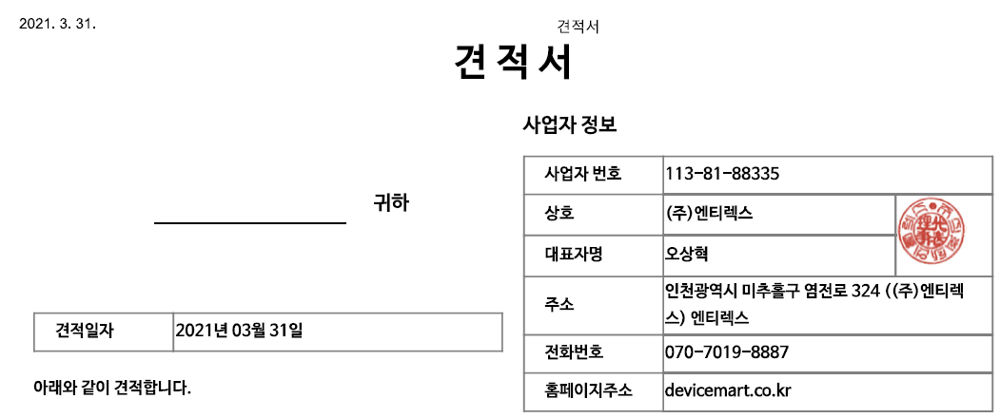 2021. 3. 31.
견적서
견 적 서
사업자 정보
귀하
사업자 번호 113-81-88335
상호 (주)엔티렉스
대표자명 오상혁
주소 인천광역시 미추홀구 염전로 324 ((주)엔티렉
스) 엔티렉스
전화번호 070-7019-8887
홈페이지주소 devicemart.co.kr
견적일자 2021년 03월 31일
아래와 같이 견적합니다.